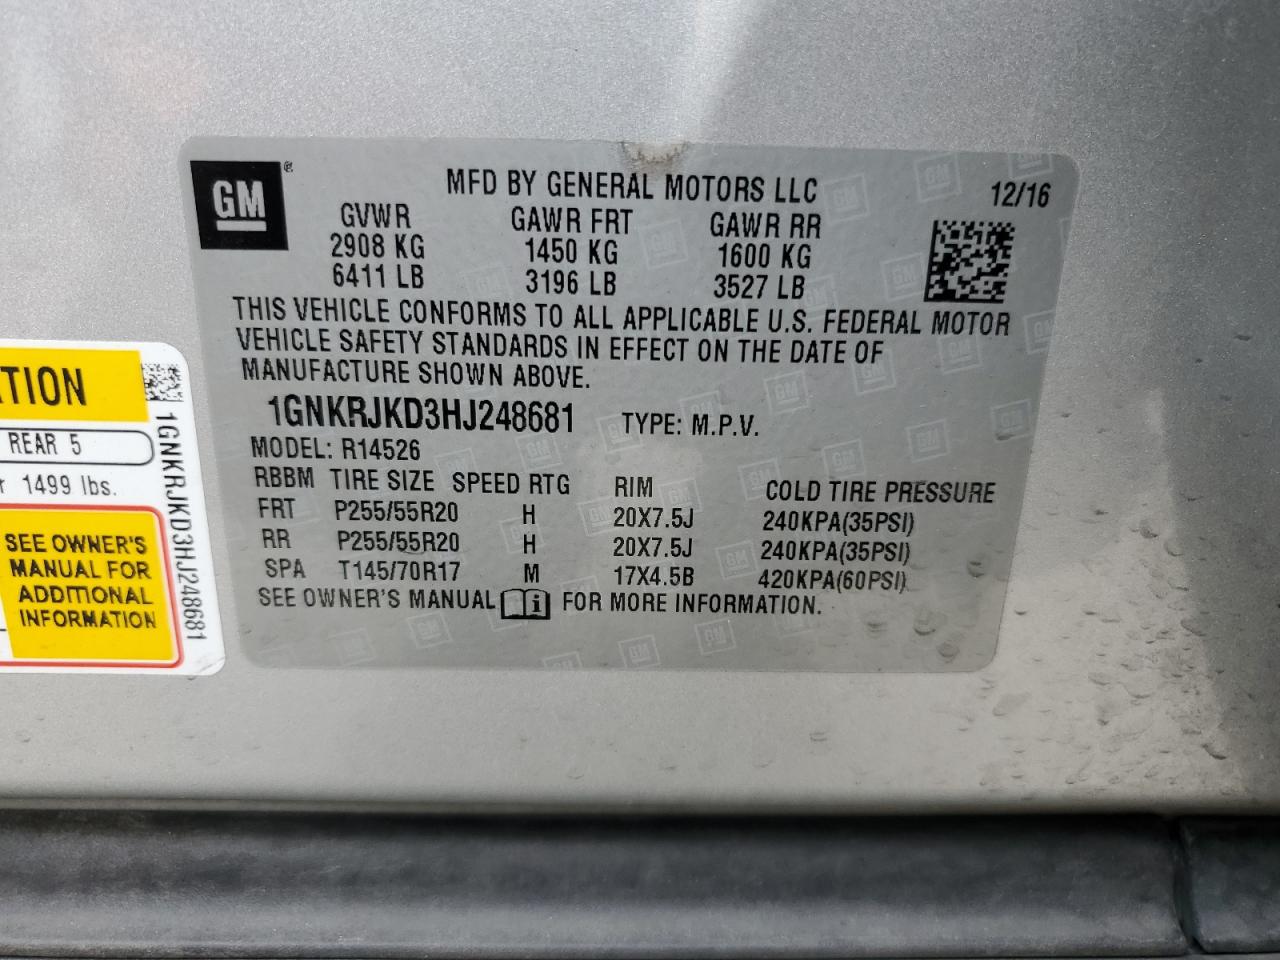 GM ®
MFD BY GENERAL MOTORS LLC 12/16
GVWR GAWR FRT GAWR RR
2908 KG 1450 KG 1600 KG
6411 LB 3196 LB 3527 LB
THIS VEHICLE CONFORMS TO ALL APPLICABLE U.S. FEDERAL MOTOR
VEHICLE SAFETY STANDARDS IN EFFECT ON THE DATE OF
MANUFACTURE SHOWN ABOVE.
1GNKRJKD3HJ248681 TYPE: M.P.V.
MODEL: R14526
RBBM TIRE SIZE SPEED RTG RIM COLD TIRE PRESSURE
FRT P255/55R20 H 20X7.5J 240KPA(35PSI)
RR P255/55R20 H 20X7.5J 240KPA(35PSI)
SPA T145/70R17 M 17X4.5B 420KPA(60PSI)
SEE OWNER'S MANUAL i FOR MORE INFORMATION.
TION
REAR 5
r 1499 lbs.
SEE OWNER'S
MANUAL FOR
ADDITIONAL
INFORMATION
1GNKRJKD3HJ248681